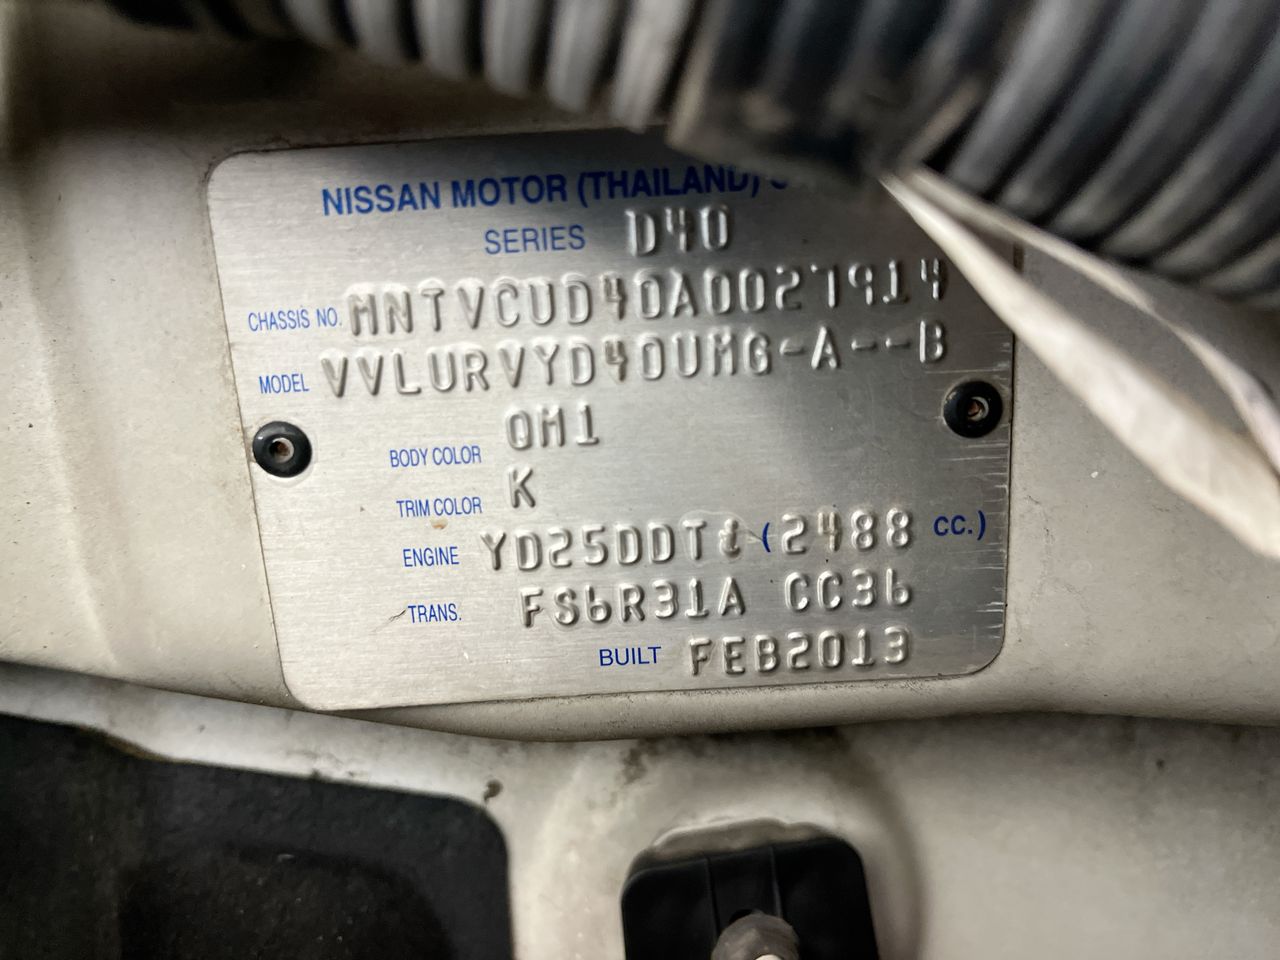 NISSAN MOTOR (THAILAND)
SERIES D40
CHASSIS NO. MNTVCUD40A0027914
MODEL VVLURVYD40UMG-A--B
BODY COLOR QM1
TRIM COLOR K
ENGINE YD25DDTi (2488 CC.)
TRANS. FS6R31A CC36
BUILT FEB2013